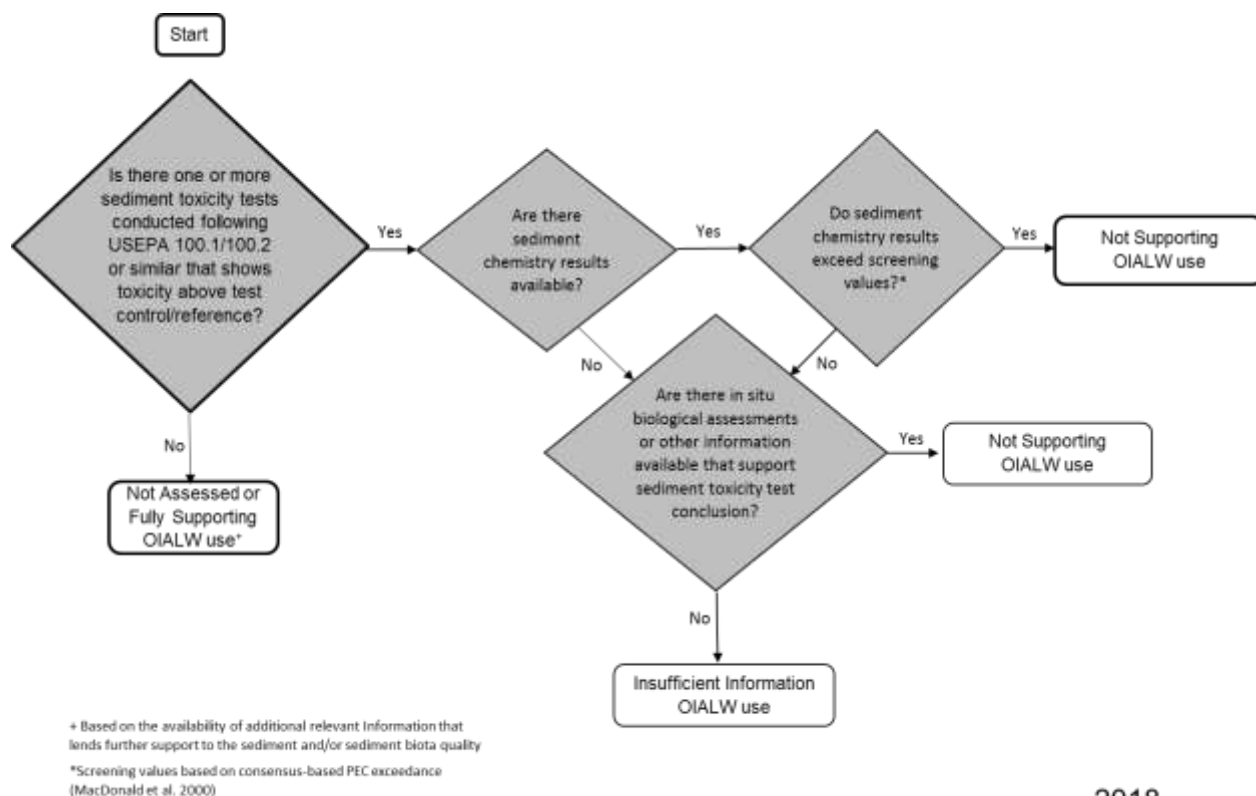 Start
Is there one or more
sediment toxicity tests
conducted following
USEPA 100.1/100.2
or similar that shows
toxicity above test
control/reference?
Yes
Are there
sediment
chemistry results
available?
Yes
Do sediment
chemistry results
exceed screening
values?*
Yes
Not Supporting
OIALW use
No
No
Are there in situ
biological assessments
or other information
available that support
sediment toxicity test
conclusion?
Yes
Not Supporting
OIALW use
No
Not Assessed or
Fully Supporting
OIALW use+
No
Insufficient Information
OIALW use
+ Based on the availability of additional relevant Information that
lends further support to the sediment and/or sediment biota quality
*Screening values based on consensus-based PEC exceedance
(MacDonald et al. 2000)